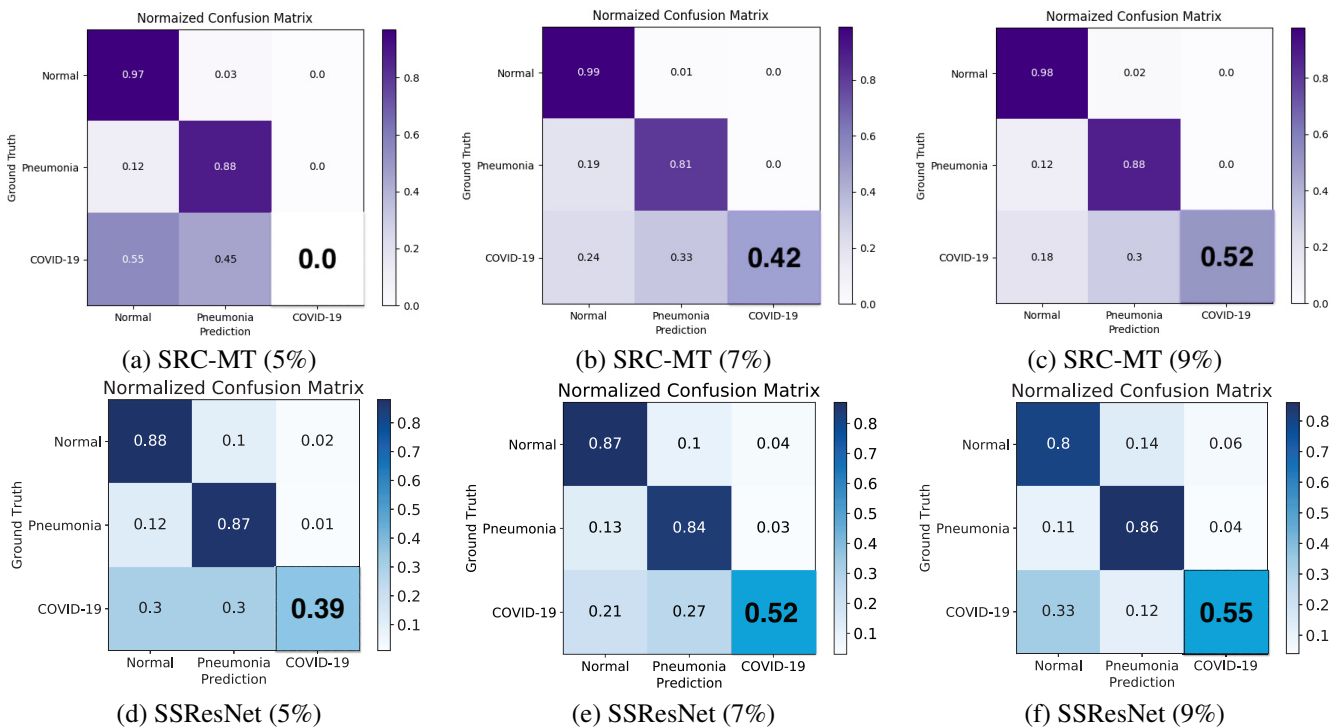 Normaized Confusion Matrix
Normal 0.97 0.03 0.0
Pneumonia 0.12 0.88 0.0
COVID-19 0.55 0.45 0.0
Ground Truth
Normal Pneumonia COVID-19
Prediction
0.8
0.6
0.4
0.2
0.0
(a) SRC-MT (5%)
Normaized Confusion Matrix
Normal 0.99 0.01 0.0
Pneumonia 0.19 0.81 0.0
COVID-19 0.24 0.33 0.42
Ground Truth
Normal Pneumonia COVID-19
Prediction
0.8
0.6
0.4
0.2
0.0
(b) SRC-MT (7%)
Normaized Confusion Matrix
Normal 0.98 0.02 0.0
Pneumonia 0.12 0.88 0.0
COVID-19 0.18 0.3 0.52
Ground Truth
Normal Pneumonia COVID-19
Prediction
0.8
0.6
0.4
0.2
0.0
(c) SRC-MT (9%)
Normalized Confusion Matrix
Normal 0.88 0.1 0.02
Pneumonia 0.12 0.87 0.01
COVID-19 0.3 0.3 0.39
Ground Truth
Normal Pneumonia COVID-19
Prediction
0.8
0.7
0.6
0.5
0.4
0.3
0.2
0.1
(d) SSResNet (5%)
Normalized Confusion Matrix
Normal 0.87 0.1 0.04
Pneumonia 0.13 0.84 0.03
COVID-19 0.21 0.27 0.52
Ground Truth
Normal Pneumonia COVID-19
Prediction
0.8
0.7
0.6
0.5
0.4
0.3
0.2
0.1
(e) SSResNet (7%)
Normalized Confusion Matrix
Normal 0.8 0.14 0.06
Pneumonia 0.11 0.86 0.04
COVID-19 0.33 0.12 0.55
Ground Truth
Normal Pneumonia COVID-19
Prediction
0.8
0.7
0.6
0.5
0.4
0.3
0.2
0.1
(f) SSResNet (9%)